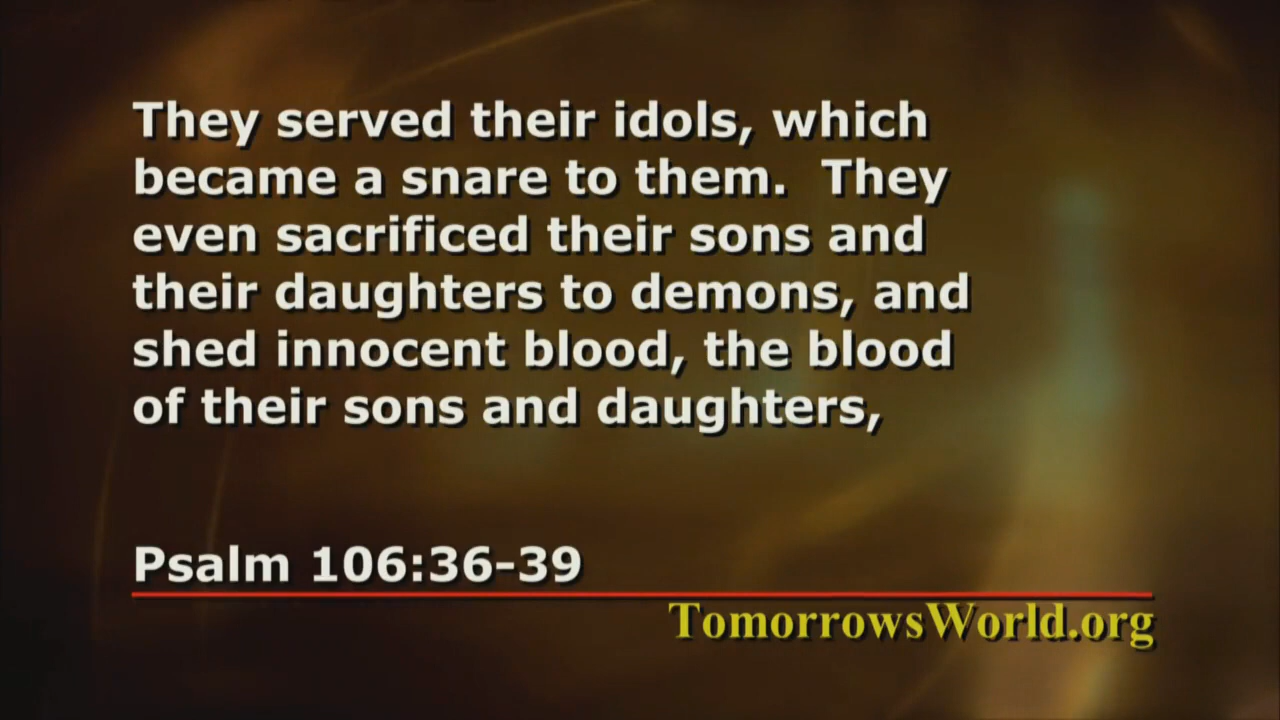 They served their idols, which
became a snare to them.  They
even sacrificed their sons and
their daughters to demons, and
shed innocent blood, the blood
of their sons and daughters,
Psalm 106:36-39
TomorrowsWorld.org